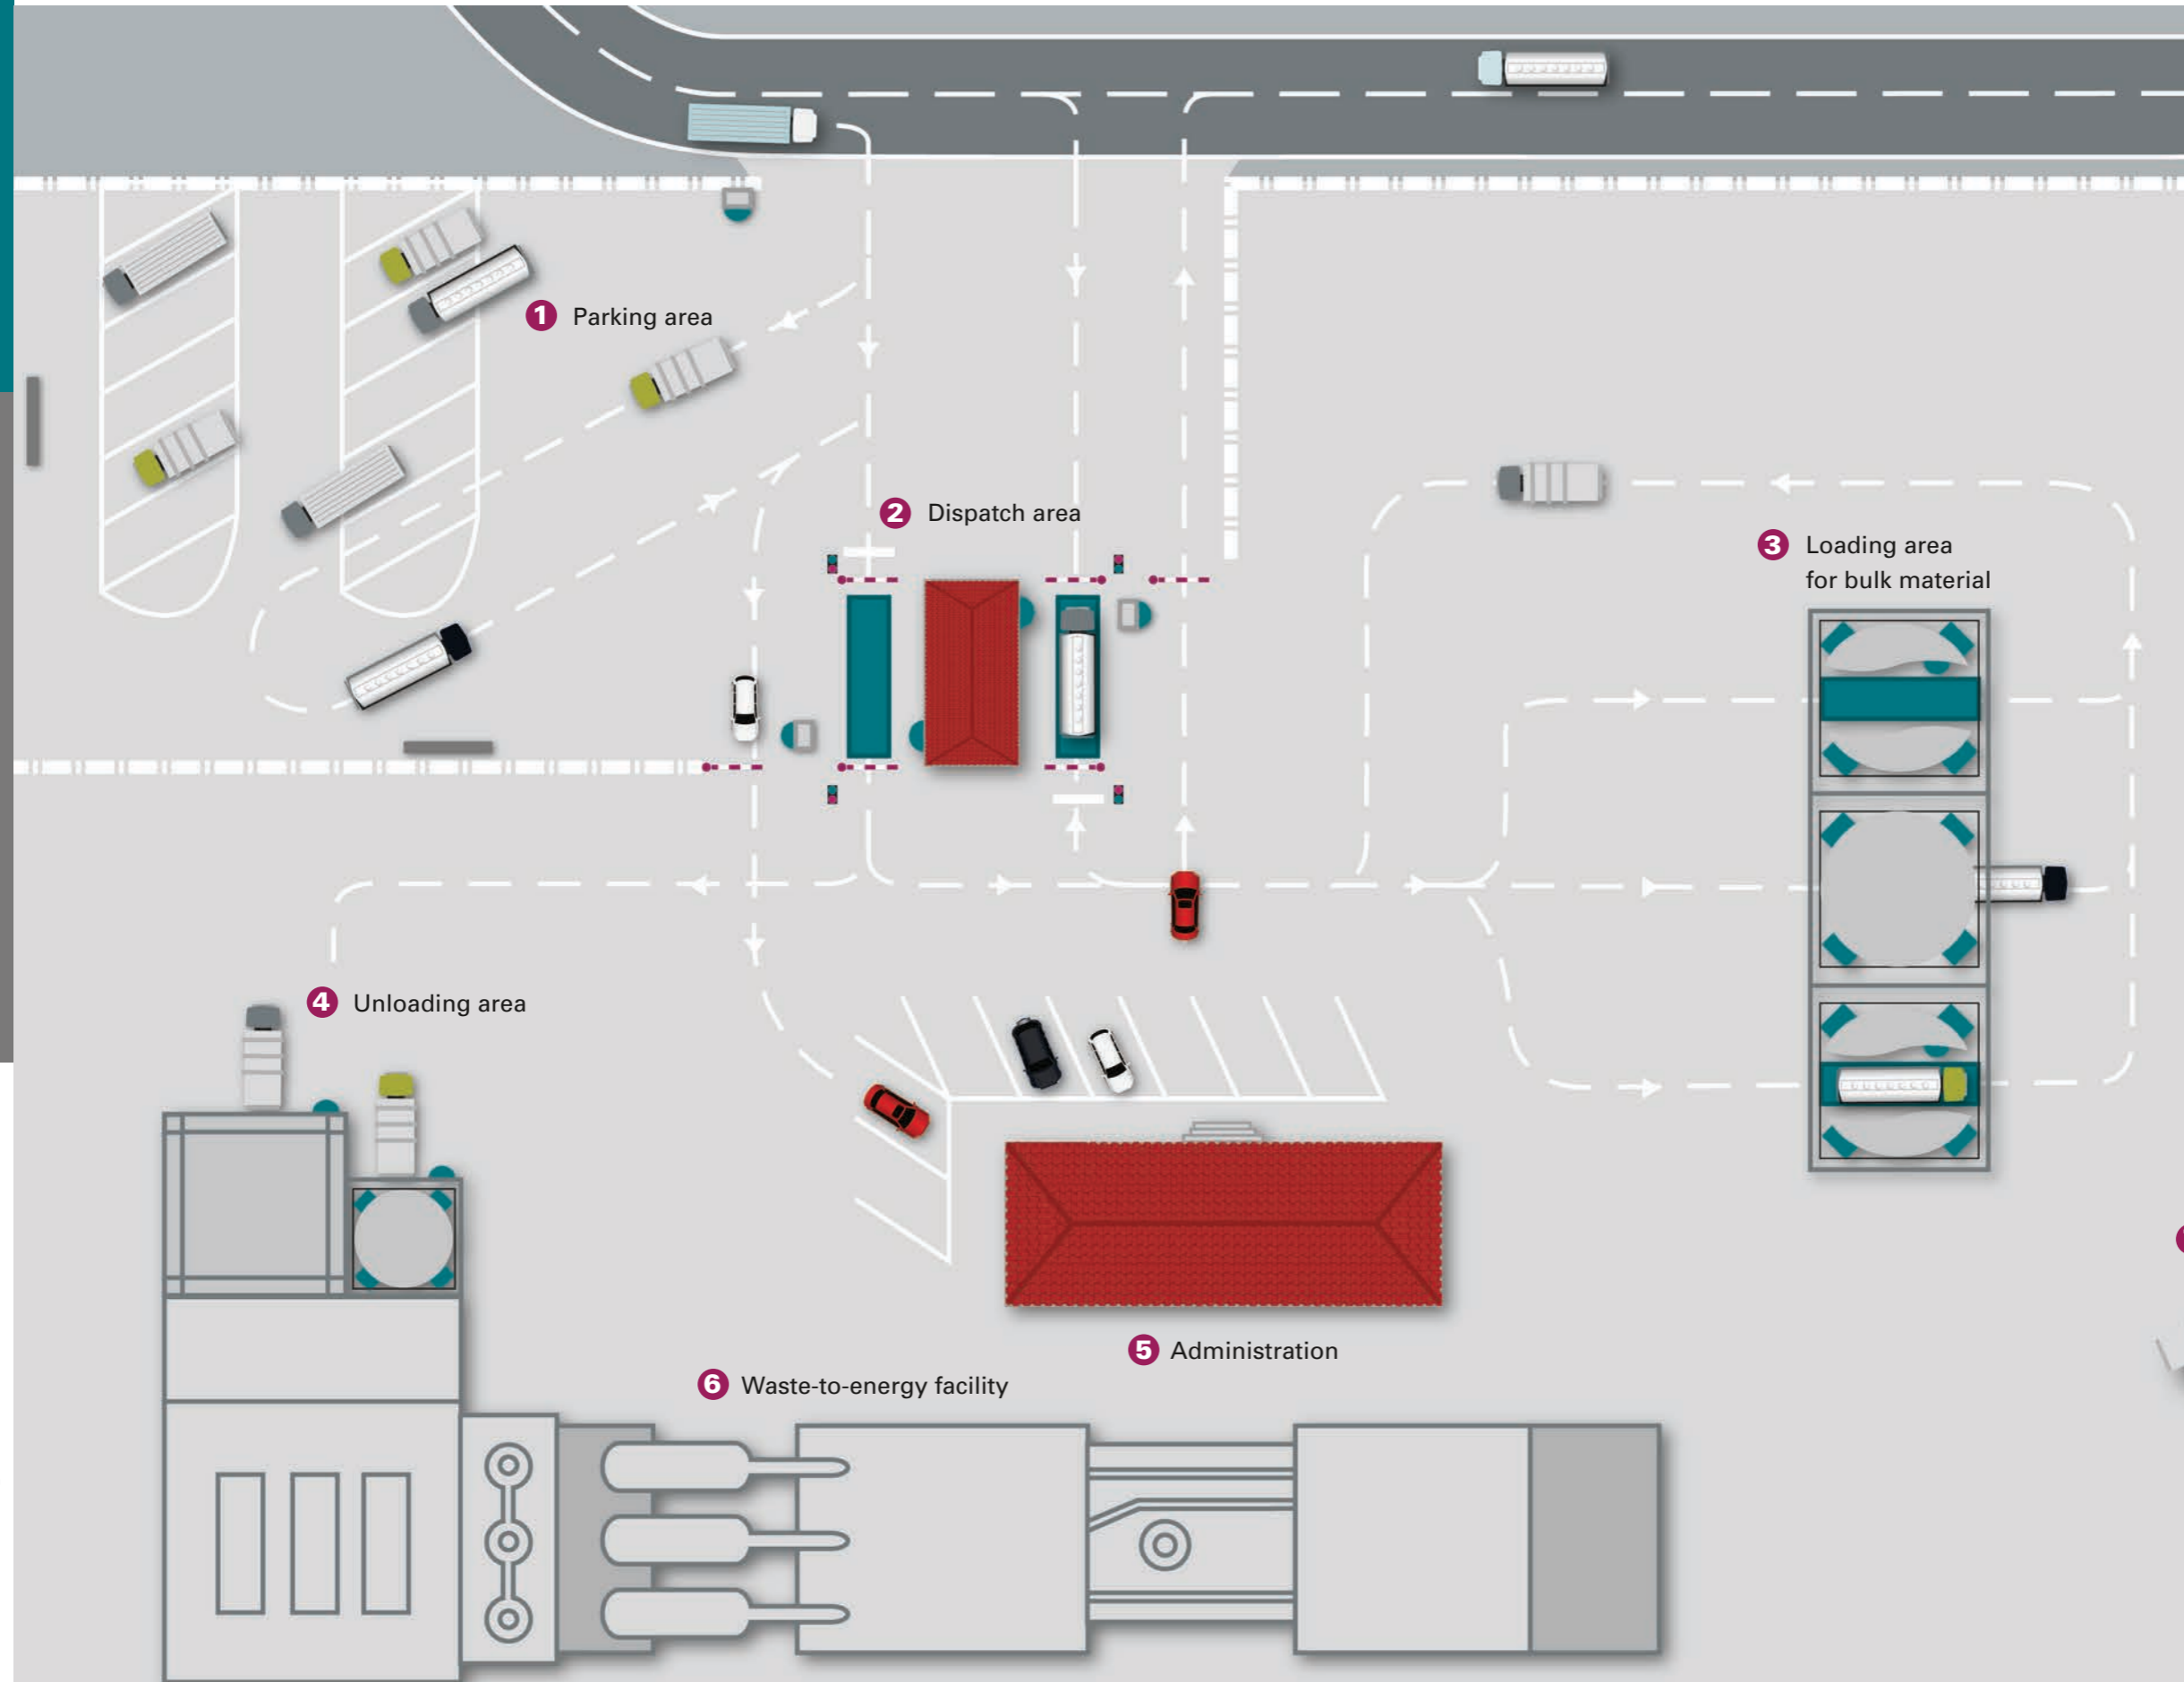 1 Parking area
2 Dispatch area
3 Loading area
for bulk material
4 Unloading area
5 Administration
6 Waste-to-energy facility